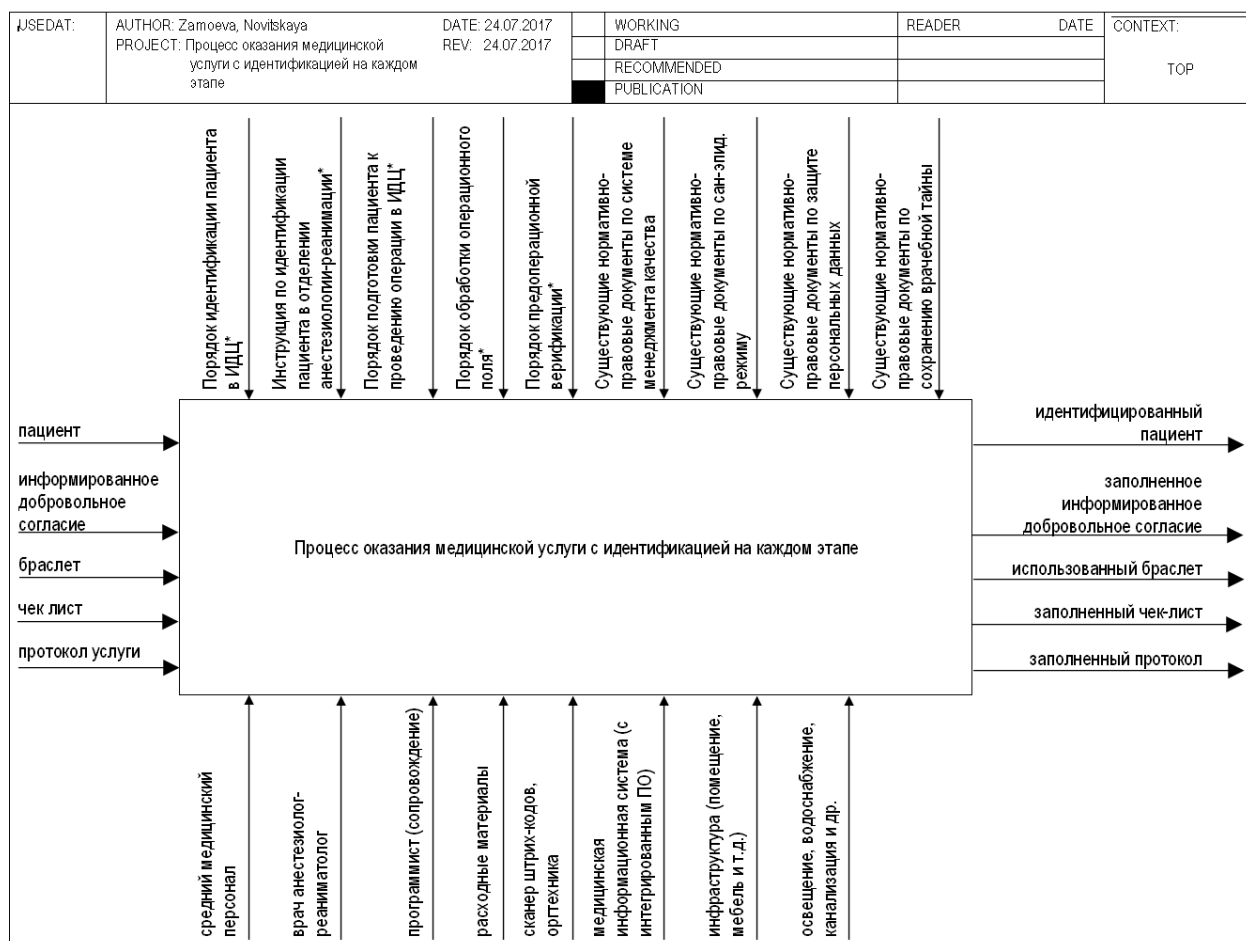 USEDAT:
AUTHOR: Zamoeva, Novitskaya
DATE: 24.07.2017
PROJECT: Процесс оказания медицинской
REV: 24.07.2017
услуги с идентификацией на каждом
этапе
WORKING
DRAFT
RECOMMENDED
PUBLICATION
READER
DATE
CONTEXT:
TOP
Порядок идентификации пациента
в ИДЦ*
Инструкция по идентификации
пациента в отделении
анестезиологии-реанимации*
Порядок подготовки пациента к
проведению операции в ИДЦ*
Порядок обработки операционного
поля*
Порядок предоперационной
верификации*
Существующие нормативно-
правовые документы по системе
менеджмента качества
Существующие нормативно-
правовые документы по сан-эпид.
режиму
Существующие нормативно-
правовые документы по защите
персональных данных
Существующие нормативно-
правовые документы по
сохранению врачебной тайны
пациент
информированное
добровольное
согласие
браслет
чек лист
протокол услуги
Процесс оказания медицинской услуги с идентификацией на каждом этапе
идентифицированный
пациент
заполненное
информированное
добровольное согласие
использованный браслет
заполненный чек-лист
заполненный протокол
средний медицинский
персонал
врач анестезиолог-
реаниматолог
программист (сопровождение)
расходные материалы
сканер штрих-кодов,
оргтехника
медицинская
информационная система (с
интегрированным ПО)
инфраструктура (помещение,
мебель и т.д.)
освещение, водоснабжение,
канализация и др.